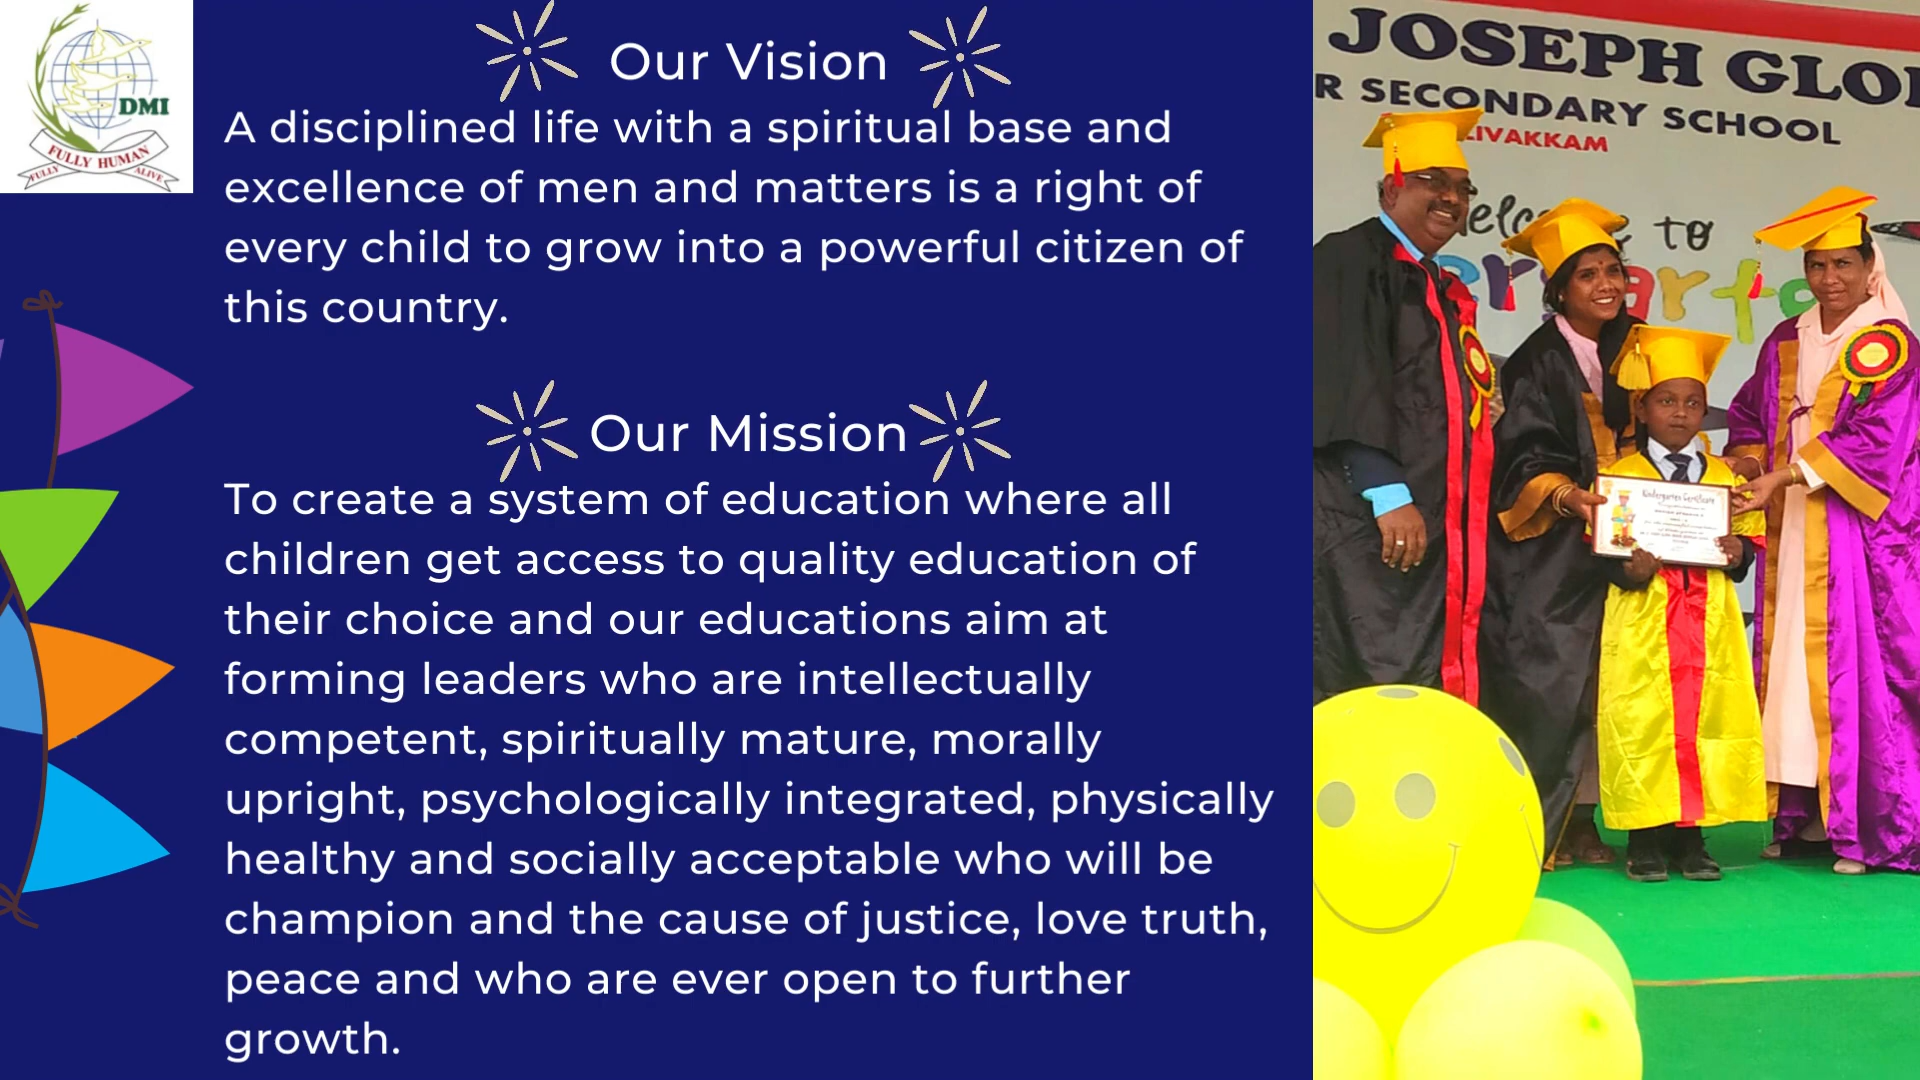 DMI
FULLY HUMAN
FULLY
ALIVE
Our Vision
A disciplined life with a spiritual base and
excellence of men and matters is a right of
every child to grow into a powerful citizen of
this country.
Our Mission
To create a system of education where all
children get access to quality education of
their choice and our educations aim at
forming leaders who are intellectually
competent, spiritually mature, morally
upright, psychologically integrated, physically
healthy and socially acceptable who will be
champion and the cause of justice, love truth,
peace and who are ever open to further
growth.
JOSEPH GLO
R SECONDARY SCHOOL
LIVAKKAM
to
Kindergarten Certificate